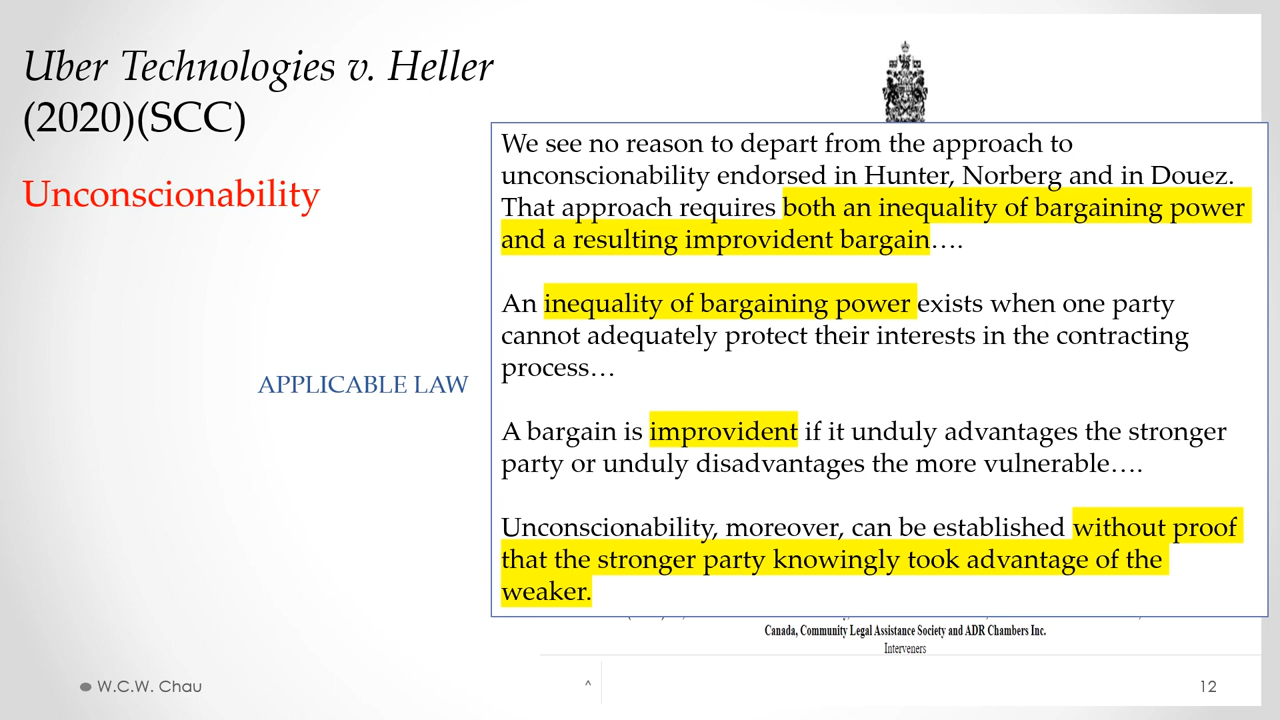 Uber Technologies v. Heller
(2020)(SCC)
Unconscionability
APPLICABLE LAW
We see no reason to depart from the approach to
unconscionability endorsed in Hunter, Norberg and in Douez.
That approach requires both an inequality of bargaining power
and a resulting improvident bargain….
An inequality of bargaining power exists when one party
cannot adequately protect their interests in the contracting
process…
A bargain is improvident if it unduly advantages the stronger
party or unduly disadvantages the more vulnerable….
Unconscionability, moreover, can be established without proof
that the stronger party knowingly took advantage of the
weaker.
Canada, Community Legal Assistance Society and ADR Chambers Inc.
Interveners
W.C.W. Chau
^
12